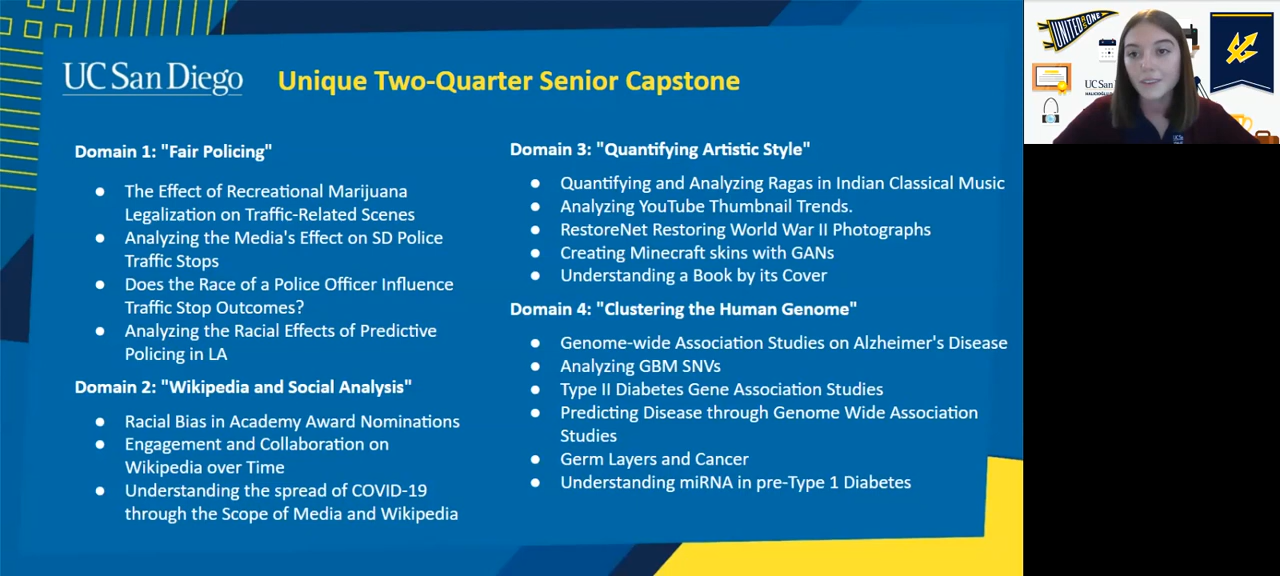 UC San Diego
Unique Two-Quarter Senior Capstone
Domain 1: "Fair Policing"
● The Effect of Recreational Marijuana
Legalization on Traffic-Related Scenes
● Analyzing the Media's Effect on SD Police
Traffic Stops
● Does the Race of a Police Officer Influence
Traffic Stop Outcomes?
● Analyzing the Racial Effects of Predictive
Policing in LA
Domain 2: "Wikipedia and Social Analysis"
● Racial Bias in Academy Award Nominations
● Engagement and Collaboration on
Wikipedia over Time
● Understanding the spread of COVID-19
through the Scope of Media and Wikipedia
Domain 3: "Quantifying Artistic Style"
● Quantifying and Analyzing Ragas in Indian Classical Music
● Analyzing YouTube Thumbnail Trends.
● RestoreNet Restoring World War II Photographs
● Creating Minecraft skins with GANs
● Understanding a Book by its Cover
Domain 4: "Clustering the Human Genome"
● Genome-wide Association Studies on Alzheimer's Disease
● Analyzing GBM SNVs
● Type II Diabetes Gene Association Studies
● Predicting Disease through Genome Wide Association
Studies
● Germ Layers and Cancer
● Understanding miRNA in pre-Type 1 Diabetes
UNITED AS ONE
UC San